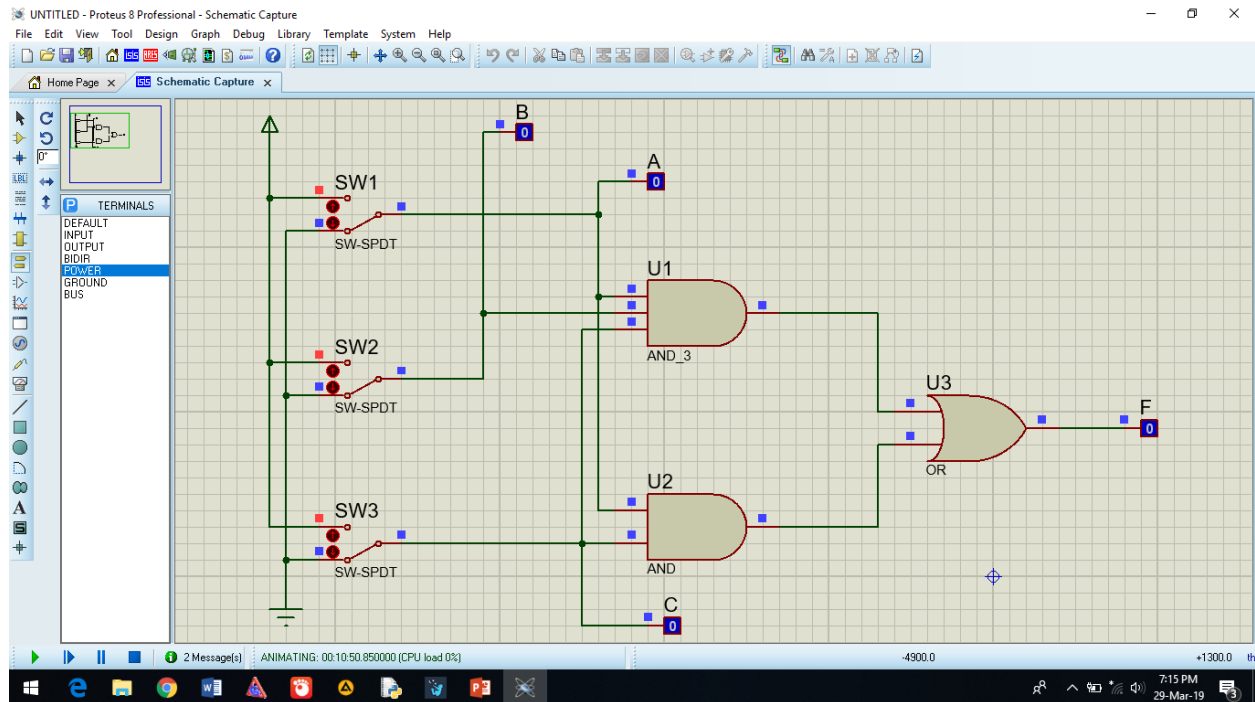 UNTITLED - Proteus 8 Professional - Schematic Capture
File Edit View Tool Design Graph Debug Library Template System Help
Home Page
Schematic Capture
0°
LBL
P TERMINALS
DEFAULT
INPUT
OUTPUT
BIDIR
POWER
GROUND
BUS
A
S
B
0
A
0
SW1
SW-SPDT
U1
AND_3
SW2
SW-SPDT
U3
OR
F
0
SW3
SW-SPDT
U2
AND
C
0
2 Message(s)
ANIMATING: 00:10:50.850000 (CPU load 0%)
-4900.0
+1300.0
th
7:15 PM
29-Mar-19
3